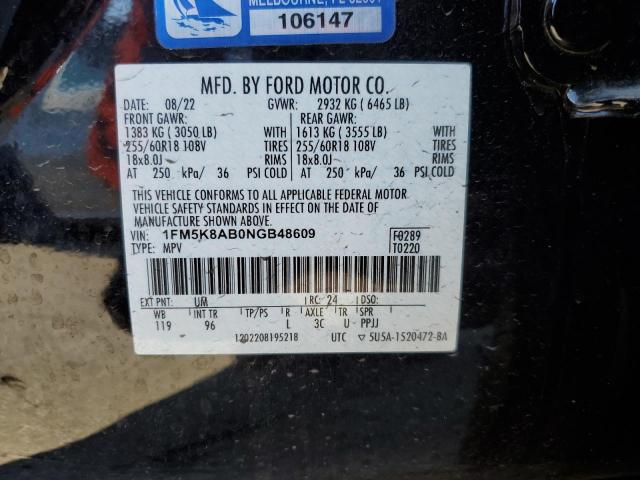 MELBOURNE, FL 32901
106147
MFD. BY FORD MOTOR CO.
DATE: 08/22 GVWR: 2932 KG ( 6465 LB)
FRONT GAWR: REAR GAWR:
1383 KG ( 3050 LB) WITH 1613 KG ( 3555 LB) WITH
255/60R18 108V TIRES 255/60R18 108V TIRES
18x8.0J RIMS 18x8.0J RIMS
AT 250 kPa/ 36 PSI COLD AT 250 kPa/ 36 PSI COLD
THIS VEHICLE CONFORMS TO ALL APPLICABLE FEDERAL MOTOR
VEHICLE SAFETY STANDARDS IN EFFECT ON THE DATE OF
MANUFACTURE SHOWN ABOVE.
VIN: 1FM5K8AB0NGB48609 F0289
TYPE: MPV T0220
EXT PNT: UM RC: 24 DSO:
WB INT TR TP/PS R AXLE TR SPR
119 96 L 3C U PPJJ
1202208195218 UTC ▽ 5U5A-1520472-BA